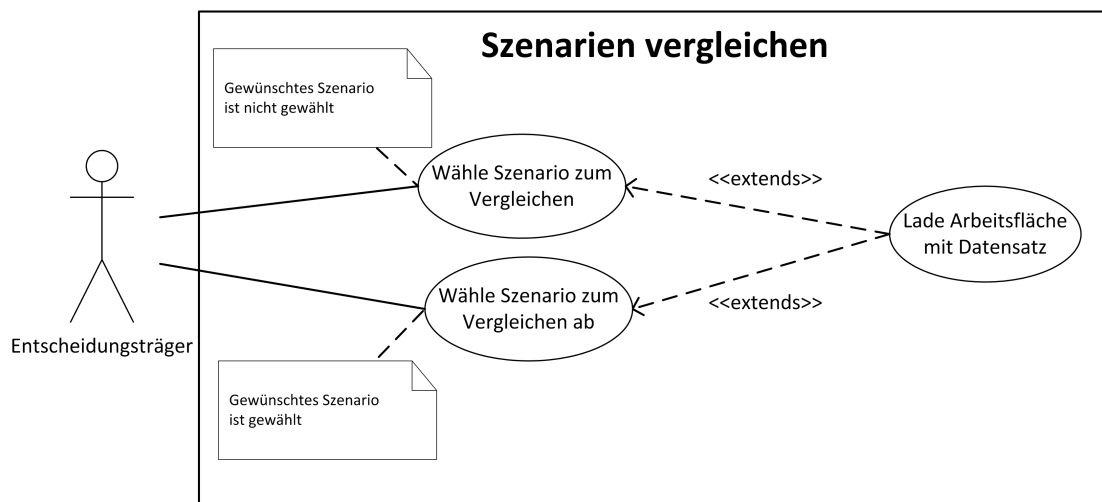 Szenarien vergleichen
Gewünschtes Szenario
ist nicht gewählt
Wähle Szenario zum
Vergleichen
<<extends>>
Lade Arbeitsfläche
mit Datensatz
Wähle Szenario zum
Vergleichen ab
<<extends>>
Entscheidungsträger
Gewünschtes Szenario
ist gewählt